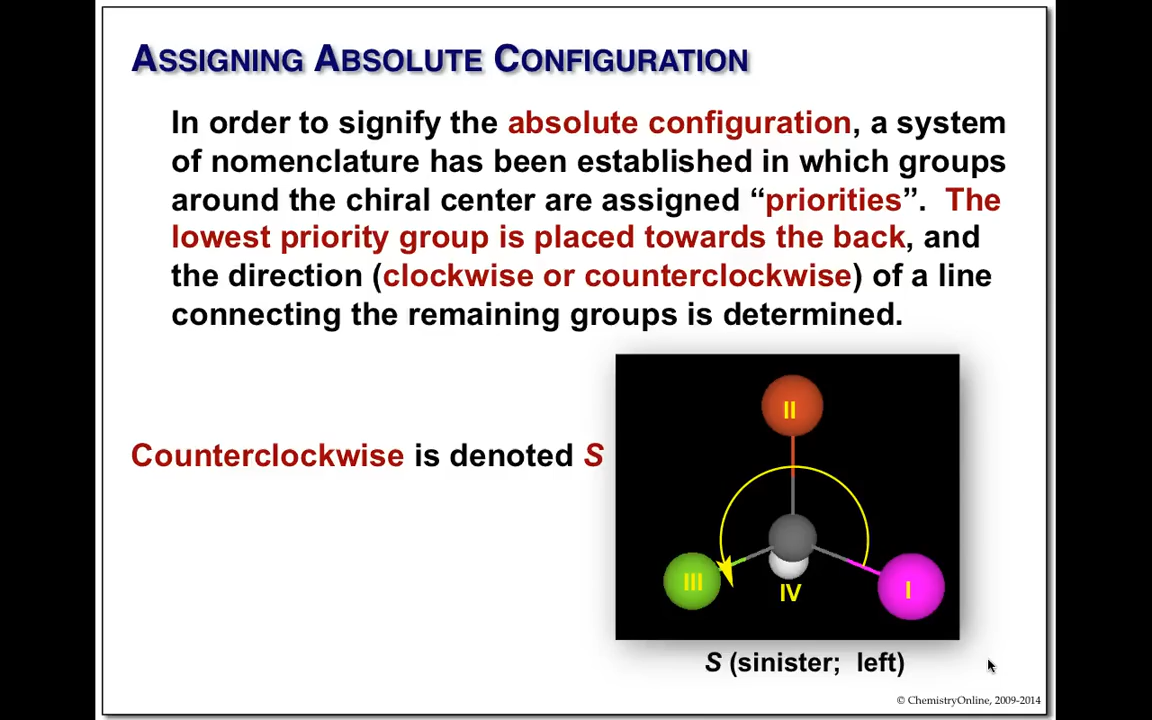 ASSIGNING ABSOLUTE CONFIGURATION
In order to signify the absolute configuration, a system
of nomenclature has been established in which groups
around the chiral center are assigned “priorities”. The
lowest priority group is placed towards the back, and
the direction (clockwise or counterclockwise) of a line
connecting the remaining groups is determined.
II
Counterclockwise is denoted S
III
IV
I
S (sinister; left)
© ChemistryOnline, 2009-2014